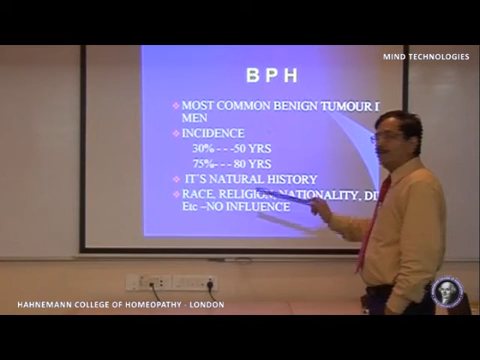 MIND TECHNOLOGIES
B P H
MOST COMMON BENIGN TUMOUR I
MEN
INCIDENCE
30%- - -50 YRS
75%- - - 80 YRS
IT`S NATURAL HISTORY
RACE, RELIGION, NATIONALITY, DI
Etc –NO INFLUENCE
HAHNEMANN COLLEGE OF HOMEOPATHY - LONDON